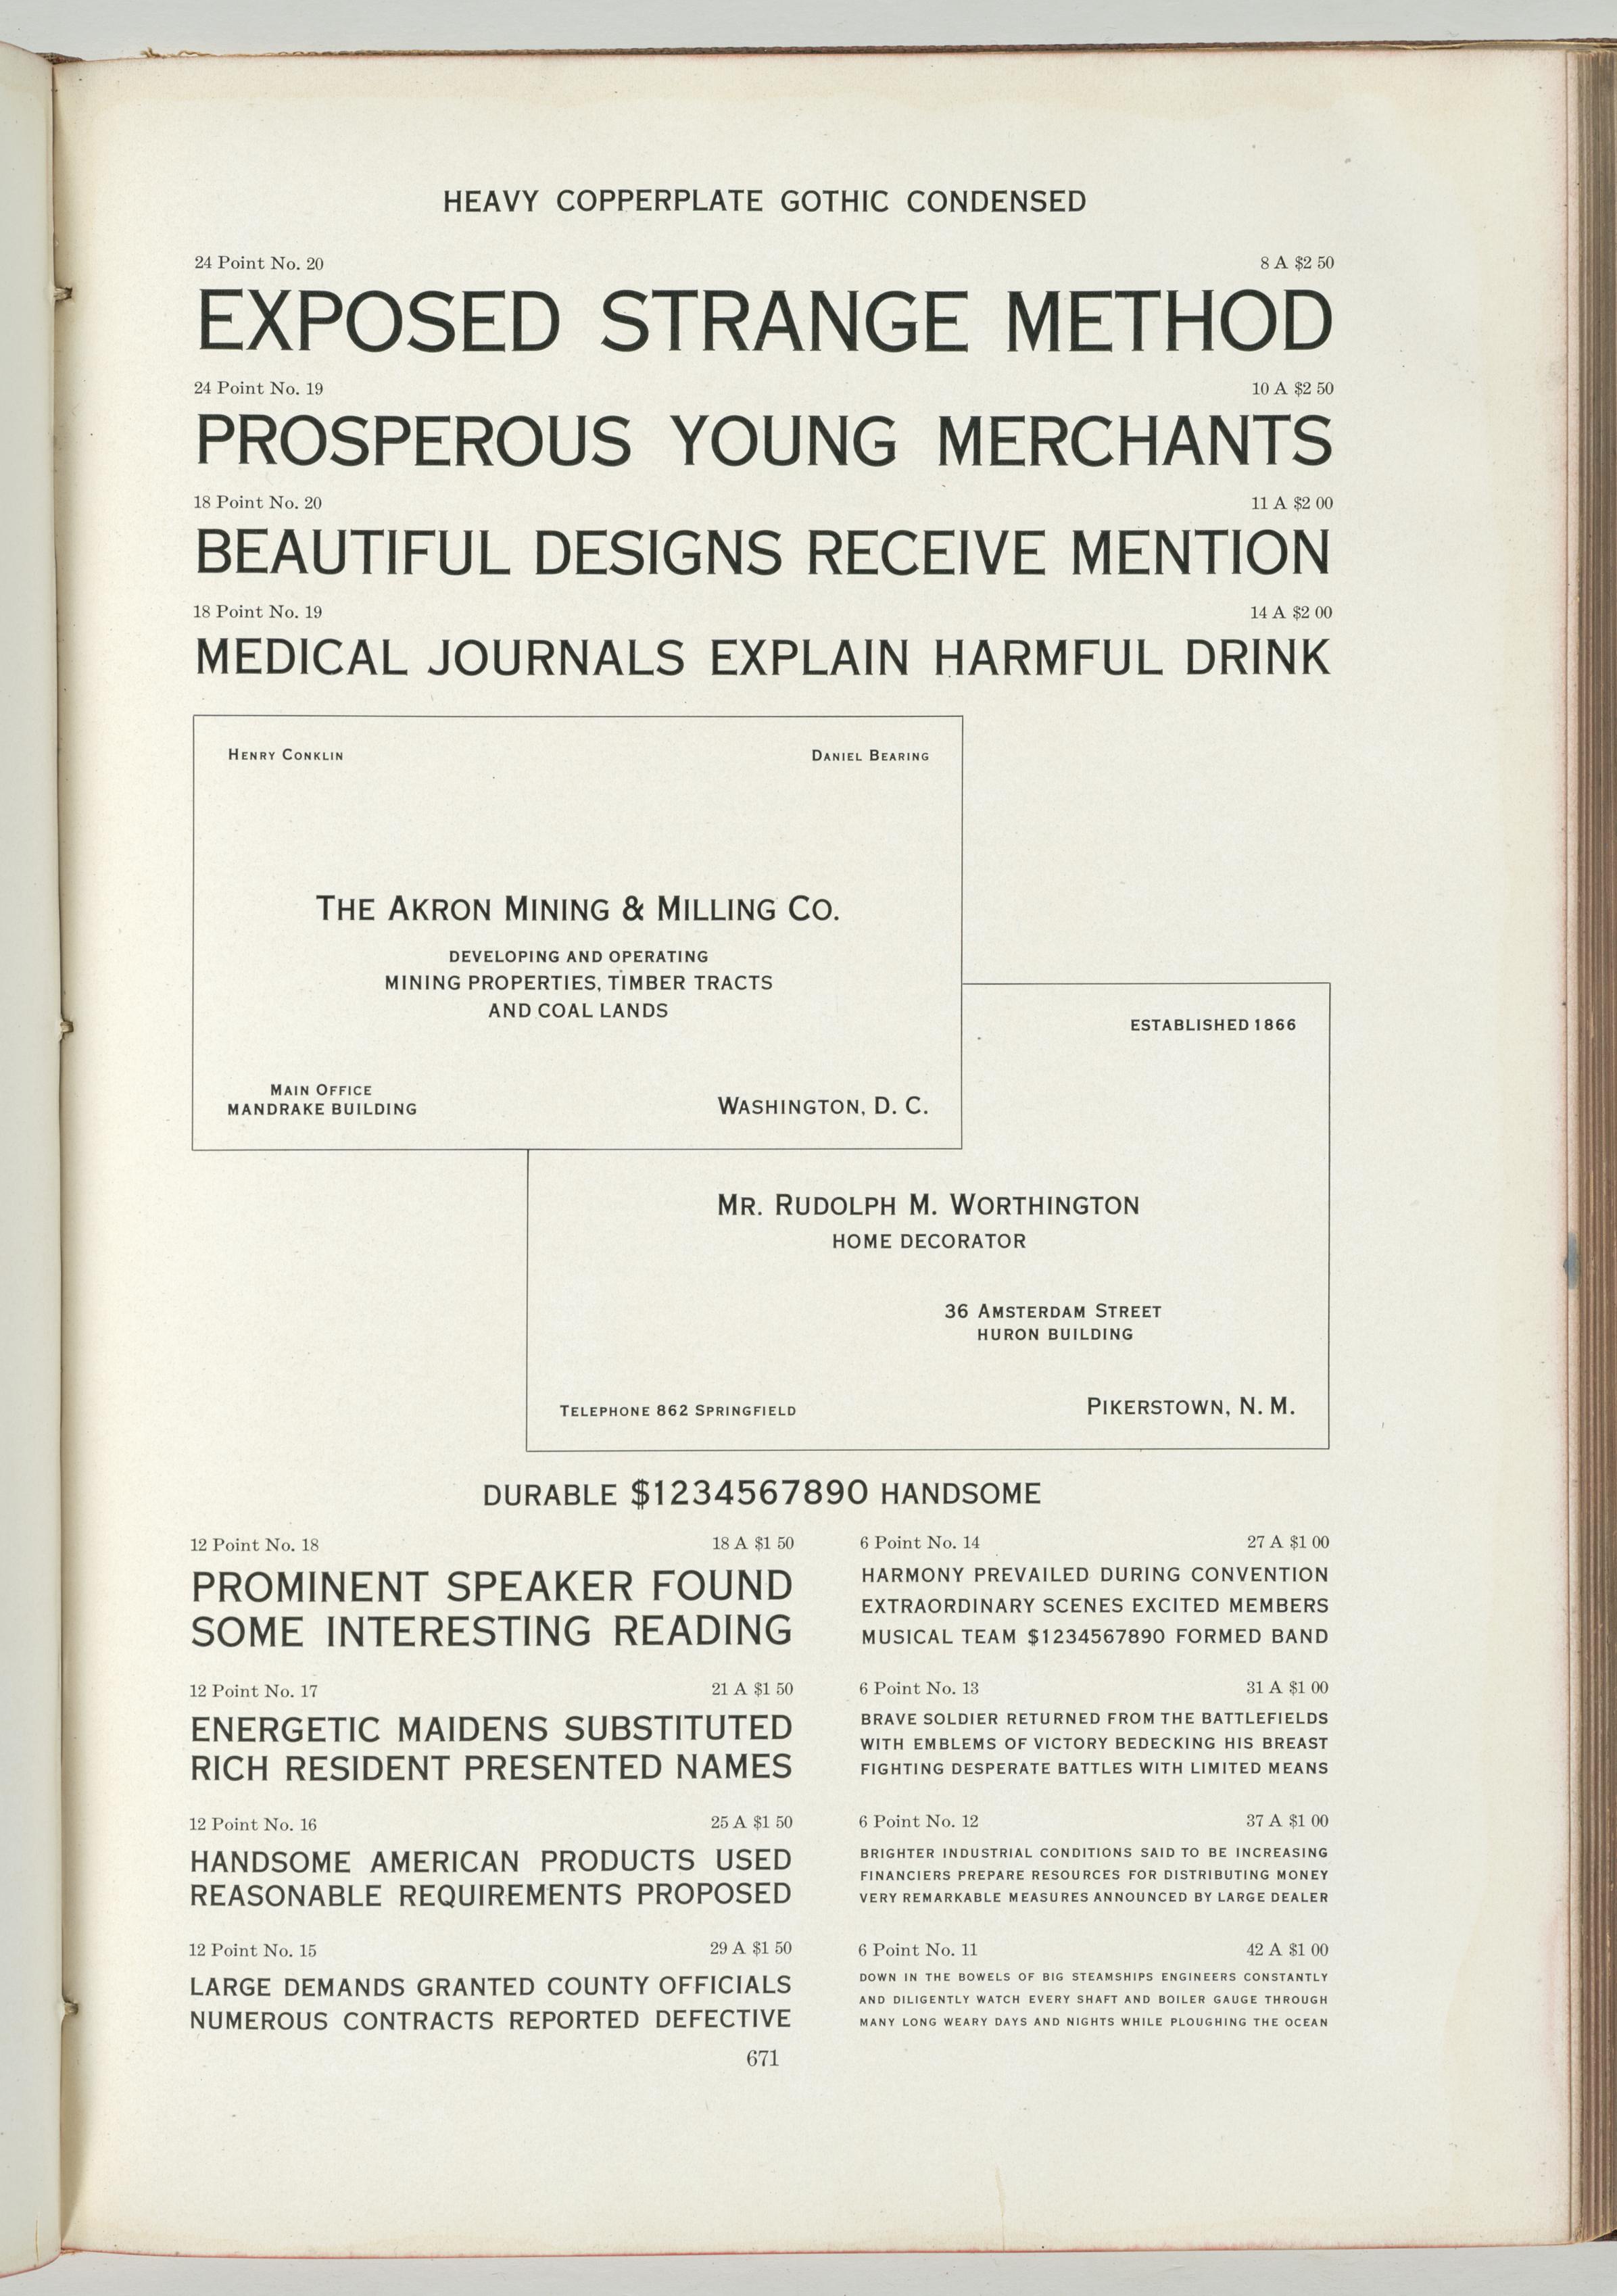 HEAVY COPPERPLATE GOTHIC CONDENSED
24 Point No. 20 8 A $2 50
EXPOSED STRANGE METHOD
24 Point No. 19 10 A $2 50
PROSPEROUS YOUNG MERCHANTS
18 Point No. 20 11 A $2 00
BEAUTIFUL DESIGNS RECEIVE MENTION
18 Point No. 19 14 A $2 00
MEDICAL JOURNALS EXPLAIN HARMFUL DRINK
HENRY CONKLIN DANIEL BEARING
THE AKRON MINING & MILLING CO.
DEVELOPING AND OPERATING
MINING PROPERTIES, TIMBER TRACTS
AND COAL LANDS
MAIN OFFICE
MANDRAKE BUILDING
WASHINGTON, D. C.
ESTABLISHED 1866
MR. RUDOLPH M. WORTHINGTON
HOME DECORATOR
36 AMSTERDAM STREET
HURON BUILDING
TELEPHONE 862 SPRINGFIELD
PIKERSTOWN, N. M.
DURABLE $1234567890 HANDSOME
12 Point No. 18 18 A $1 50
PROMINENT SPEAKER FOUND
SOME INTERESTING READING
12 Point No. 17 21 A $1 50
ENERGETIC MAIDENS SUBSTITUTED
RICH RESIDENT PRESENTED NAMES
12 Point No. 16 25 A $1 50
HANDSOME AMERICAN PRODUCTS USED
REASONABLE REQUIREMENTS PROPOSED
12 Point No. 15 29 A $1 50
LARGE DEMANDS GRANTED COUNTY OFFICIALS
NUMEROUS CONTRACTS REPORTED DEFECTIVE
6 Point No. 14 27 A $1 00
HARMONY PREVAILED DURING CONVENTION
EXTRAORDINARY SCENES EXCITED MEMBERS
MUSICAL TEAM $1234567890 FORMED BAND
6 Point No. 13 31 A $1 00
BRAVE SOLDIER RETURNED FROM THE BATTLEFIELDS
WITH EMBLEMS OF VICTORY BEDECKING HIS BREAST
FIGHTING DESPERATE BATTLES WITH LIMITED MEANS
6 Point No. 12 37 A $1 00
BRIGHTER INDUSTRIAL CONDITIONS SAID TO BE INCREASING
FINANCIERS PREPARE RESOURCES FOR DISTRIBUTING MONEY
VERY REMARKABLE MEASURES ANNOUNCED BY LARGE DEALER
6 Point No. 11 42 A $1 00
DOWN IN THE BOWELS OF BIG STEAMSHIPS ENGINEERS CONSTANTLY
AND DILIGENTLY WATCH EVERY SHAFT AND BOILER GAUGE THROUGH
MANY LONG WEARY DAYS AND NIGHTS WHILE PLOUGHING THE OCEAN
671